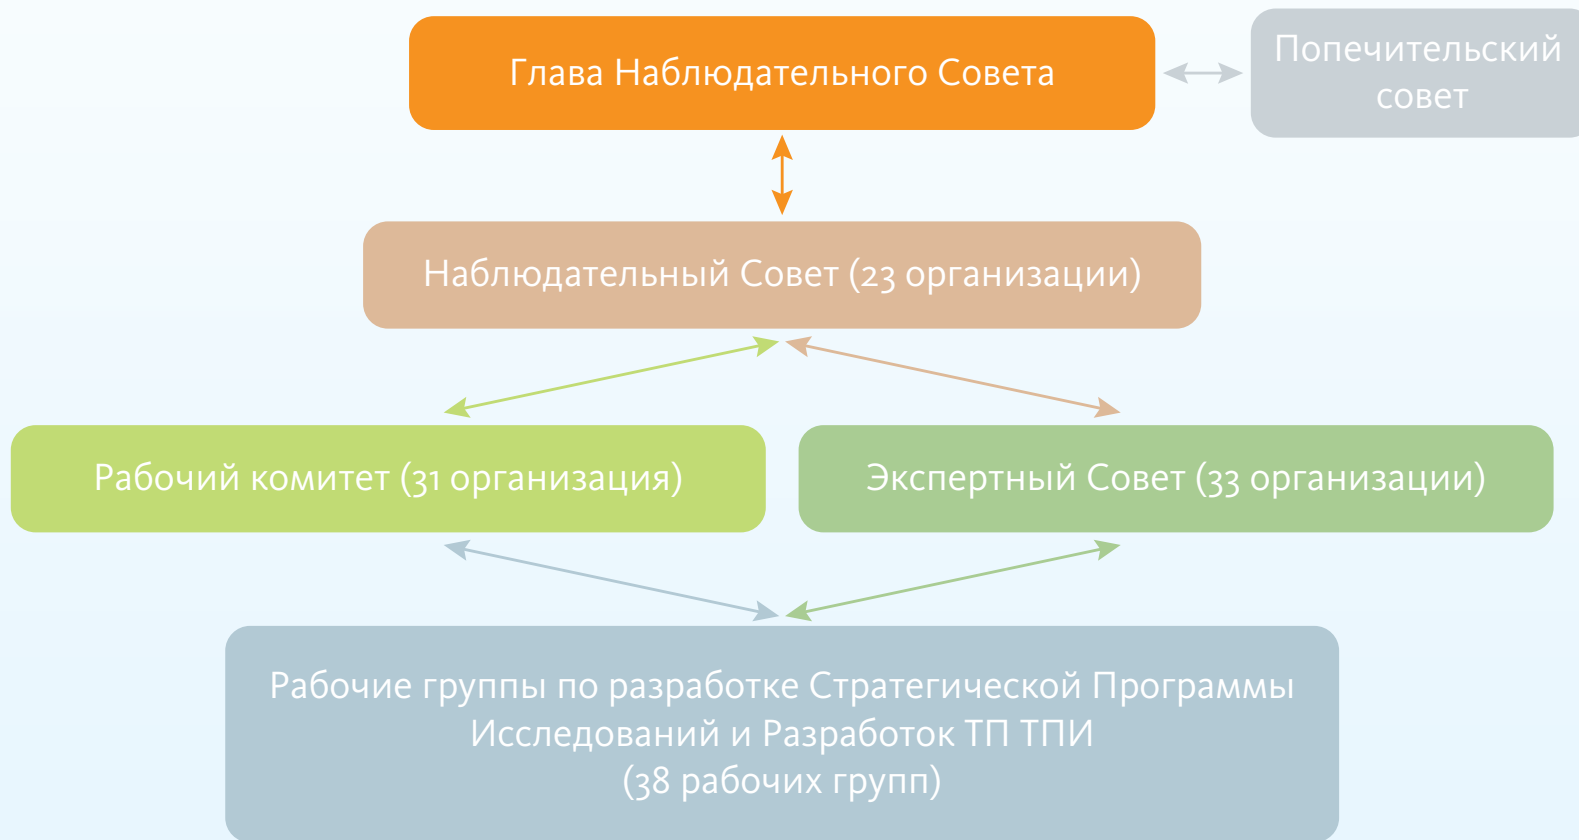 Глава Наблюдательного Совета
Попечительский
совет
Наблюдательный Совет (23 организации)
Рабочий комитет (31 организация)
Экспертный Совет (33 организации)
Рабочие группы по разработке Стратегической Программы
Исследований и Разработок ТП ТПИ
(38 рабочих групп)